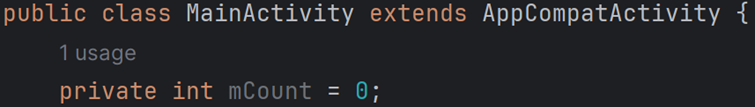 public class MainActivity extends AppCompatActivity {
1 usage
private int mCount = 0;